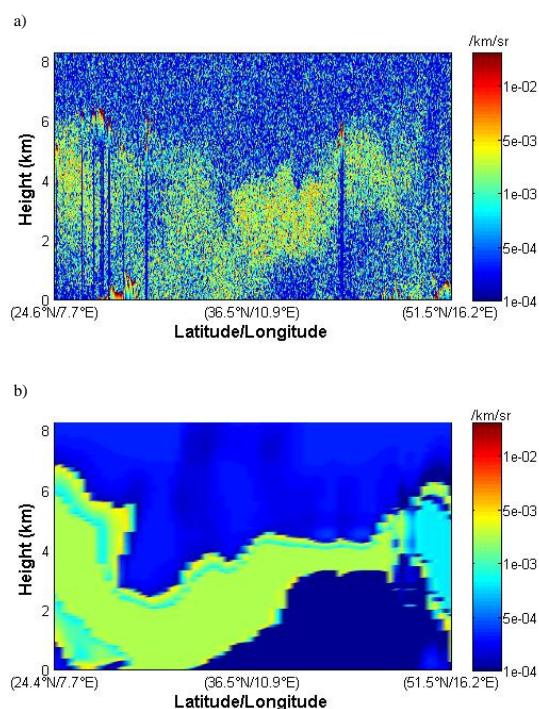 a)
/km/sr
8
6
4
2
0
Height (km)
1e-02
5e-03
1e-03
5e-04
1e-04
(24.6°N/7.7°E) (36.5°N/10.9°E) (51.5°N/16.2°E)
Latitude/Longitude
b)
/km/sr
8
6
4
2
0
Height (km)
1e-02
5e-03
1e-03
5e-04
1e-04
(24.4°N/7.7°E) (36.5°N/10.9°E) (51.5°N/16.2°E)
Latitude/Longitude